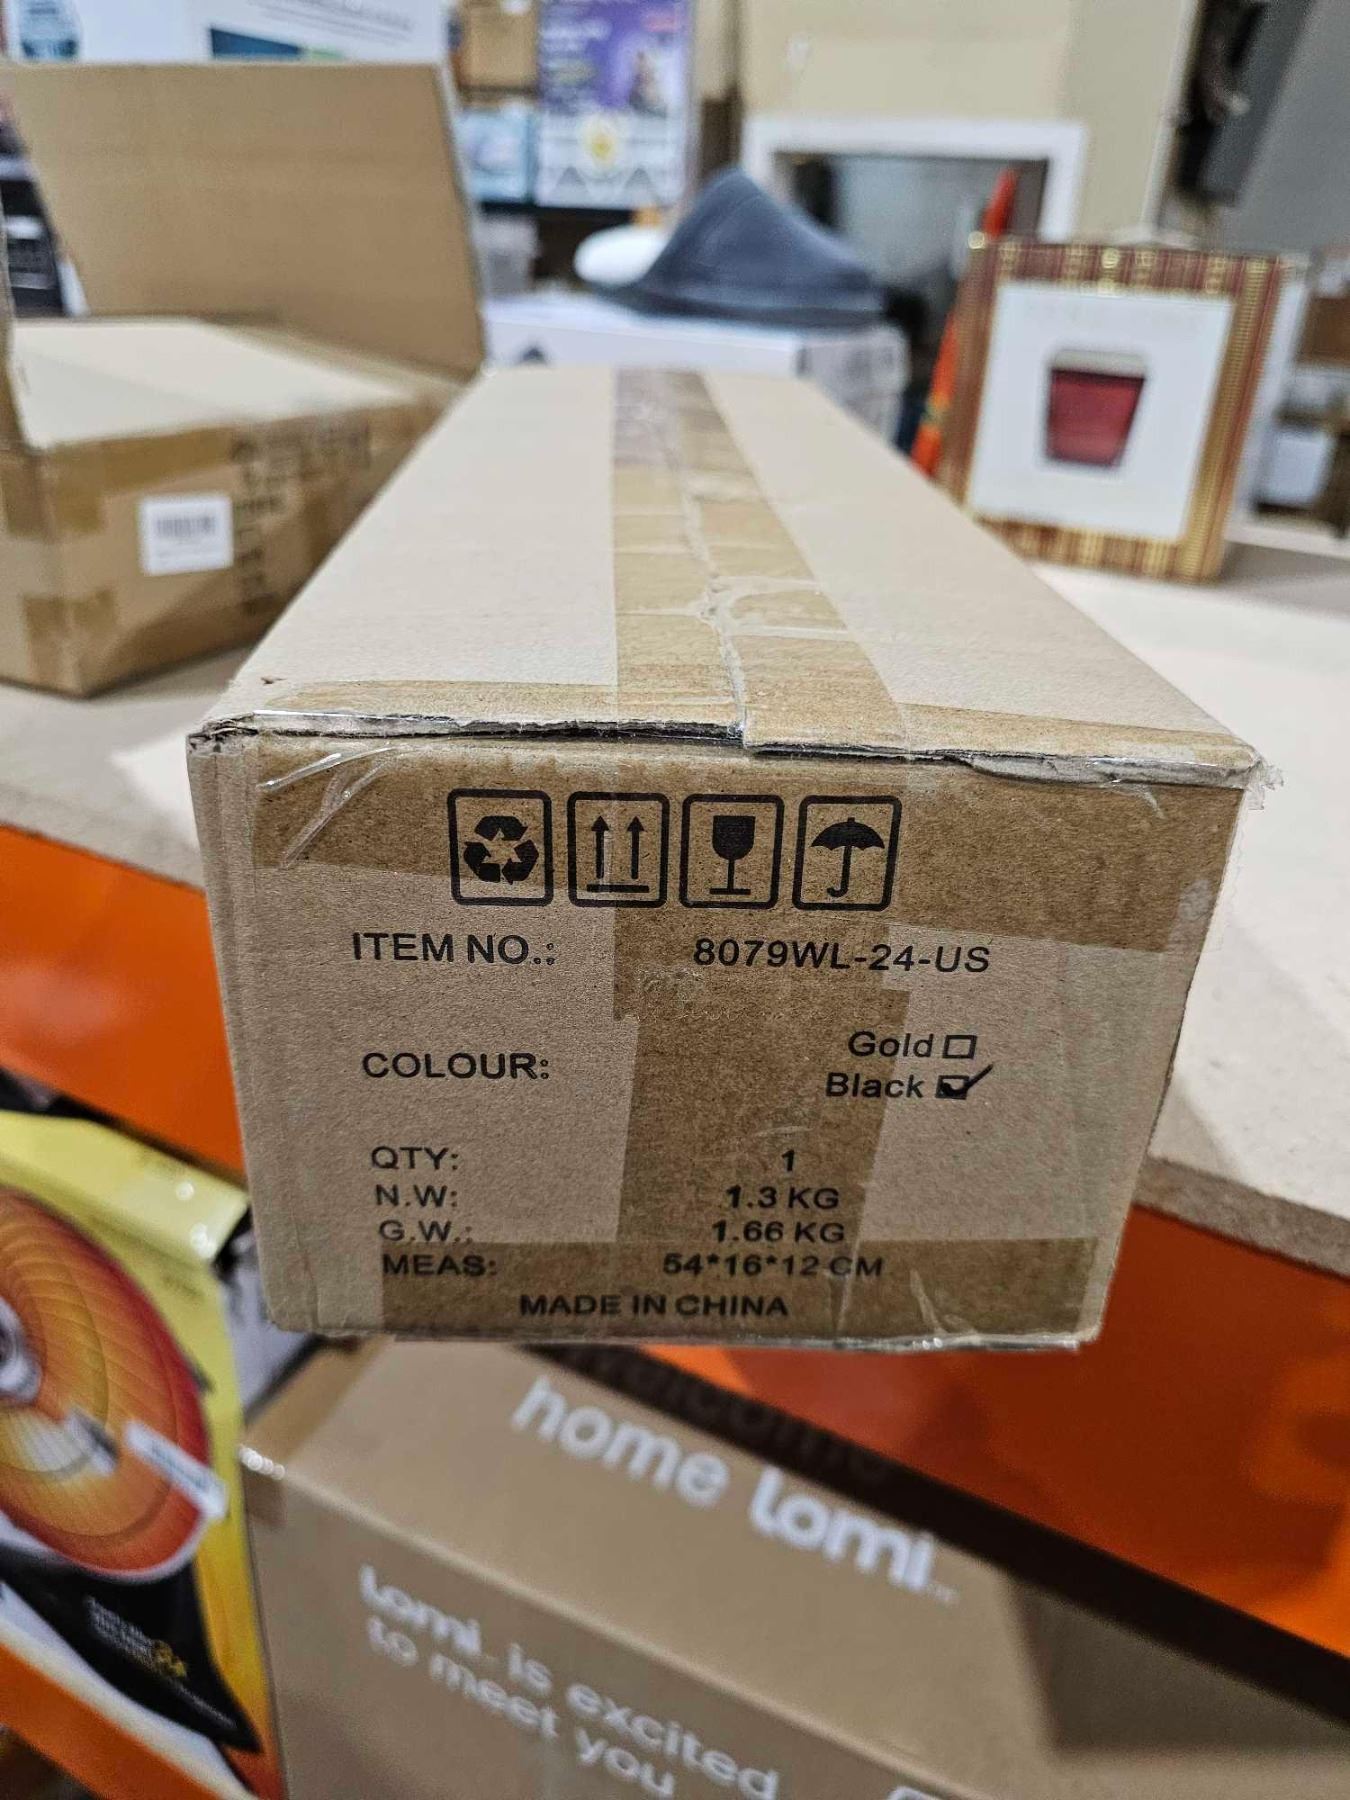 ITEM NO.: 8079WL-24-US
COLOUR: Gold
Black
QTY: 1
N.W: 1.3 KG
G.W.: 1.66 KG
MEAS: 54*16*12 CM
MADE IN CHINA
home Lomi
Lomi is excited
to meet you